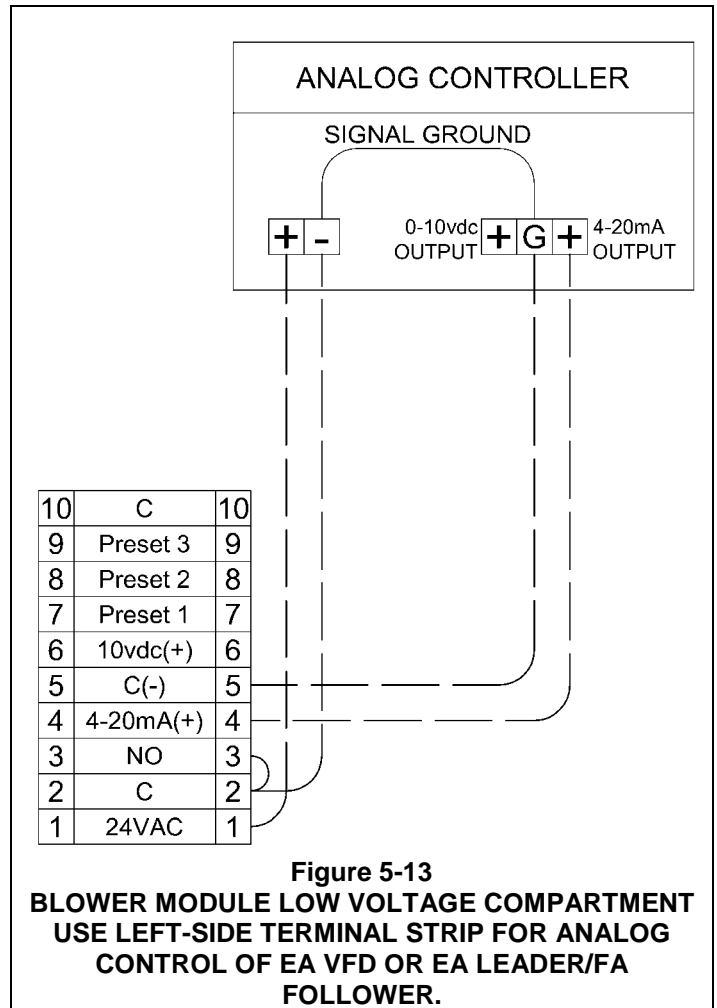 ANALOG CONTROLLER
SIGNAL GROUND
+ -
0-10vdc OUTPUT
+ G +
4-20mA OUTPUT
10 C 10
9 Preset 3 9
8 Preset 2 8
7 Preset 1 7
6 10vdc(+) 6
5 C(-) 5
4 4-20mA(+) 4
3 NO 3
2 C 2
1 24VAC 1
Figure 5-13
BLOWER MODULE LOW VOLTAGE COMPARTMENT
USE LEFT-SIDE TERMINAL STRIP FOR ANALOG
CONTROL OF EA VFD OR EA LEADER/FA
FOLLOWER.